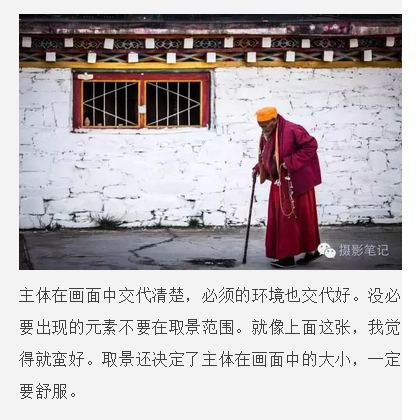 摄影笔记
主体在画面中交代清楚，必须的环境也交代好。没必
要出现的元素不要在取景范围。就像上面这张，我觉
得就蛮好。取景还决定了主体在画面中的大小，一定
要舒服。